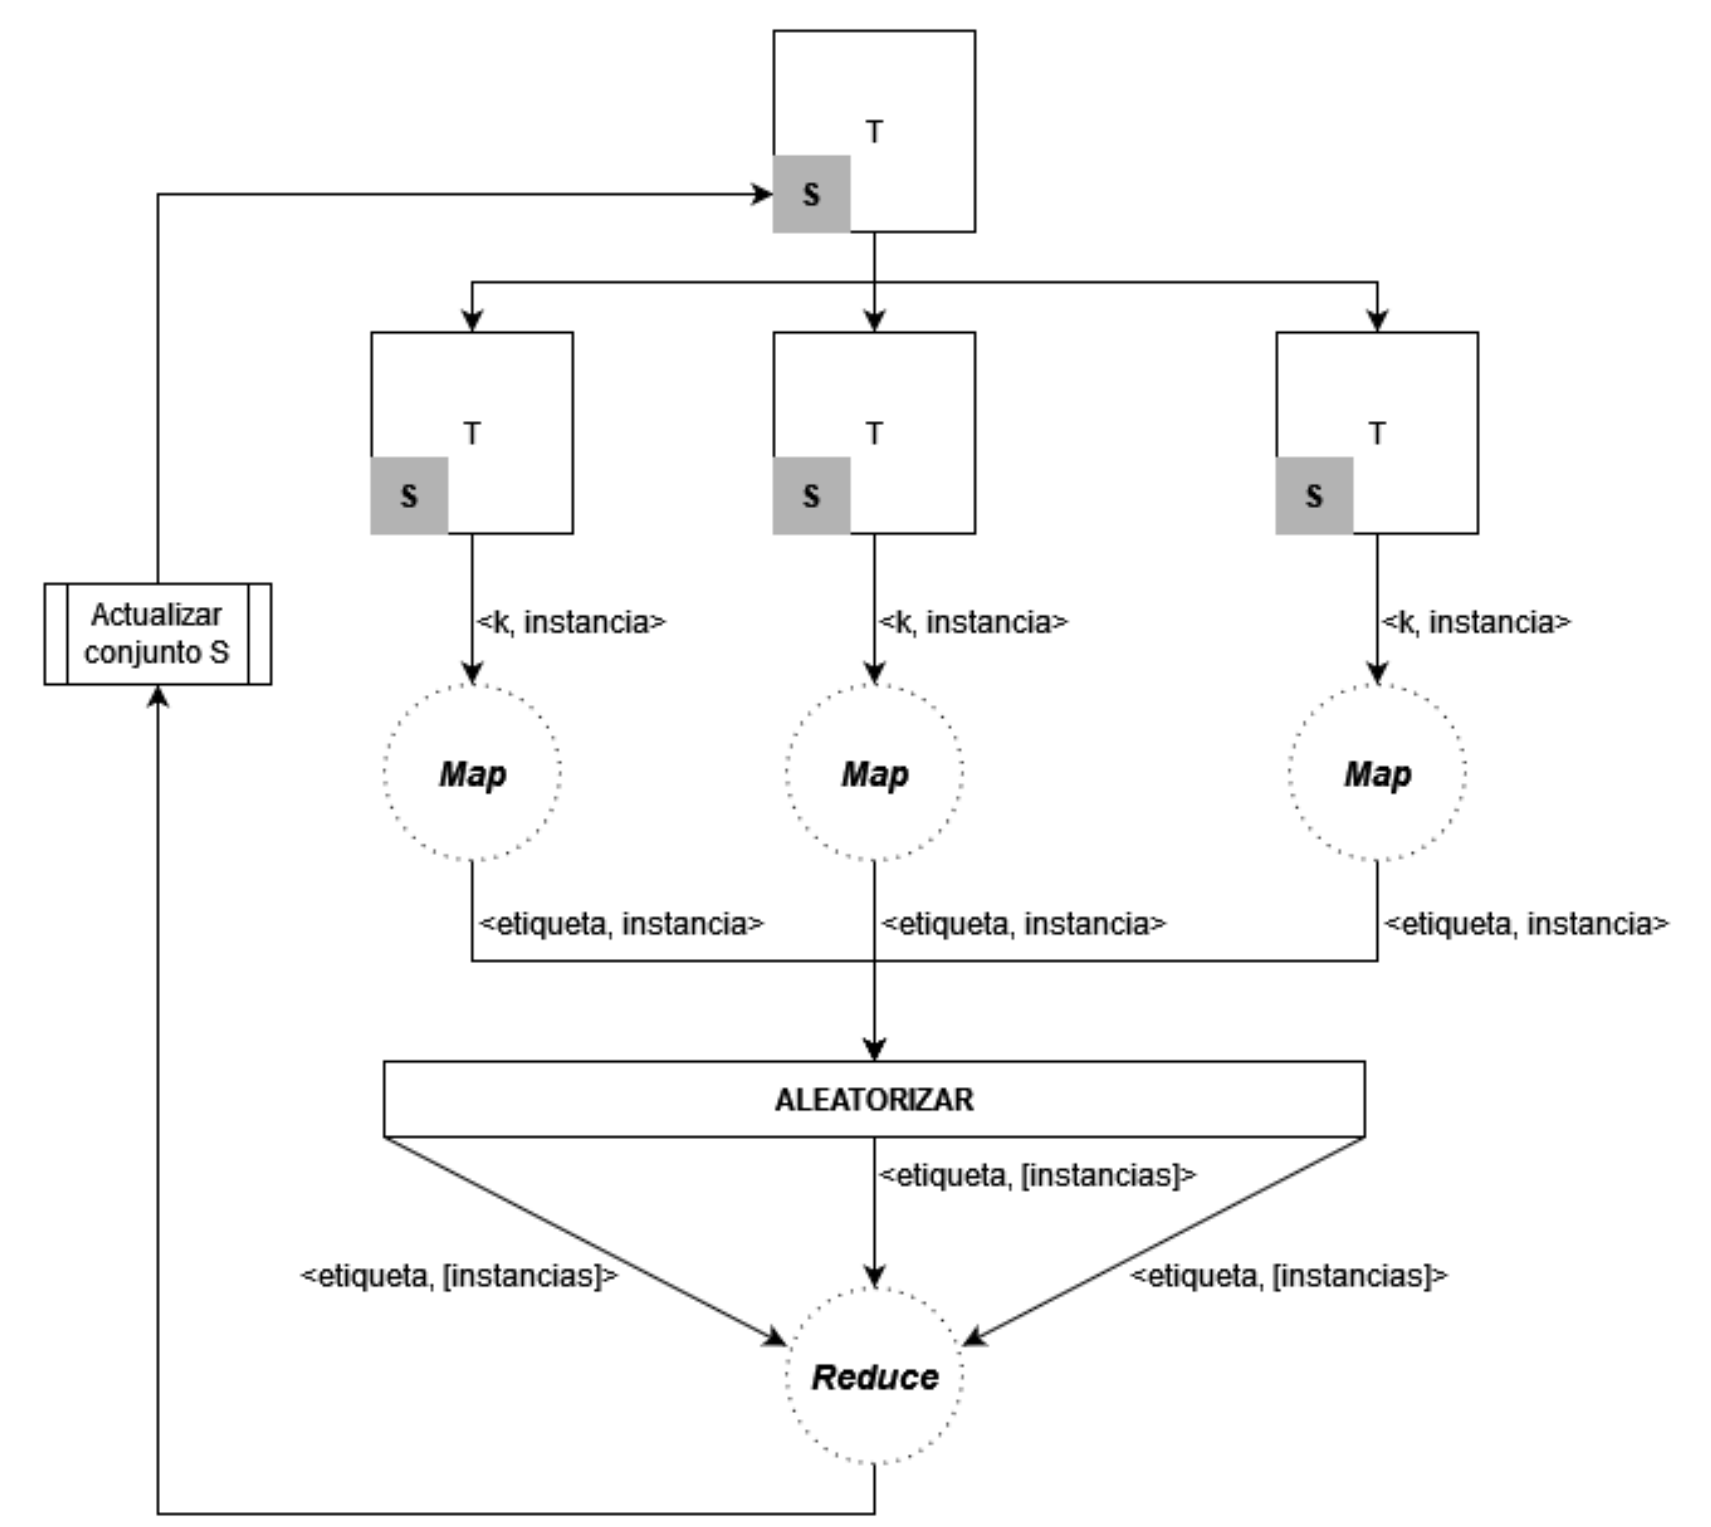 T
S
T
T
T
S
S
S
Actualizar
conjunto S
<k, instancia>
<k, instancia>
<k, instancia>
Map
Map
Map
<etiqueta, instancia>
<etiqueta, instancia>
<etiqueta, instancia>
ALEATORIZAR
<etiqueta, [instancias]>
<etiqueta, [instancias]>
<etiqueta, [instancias]>
Reduce